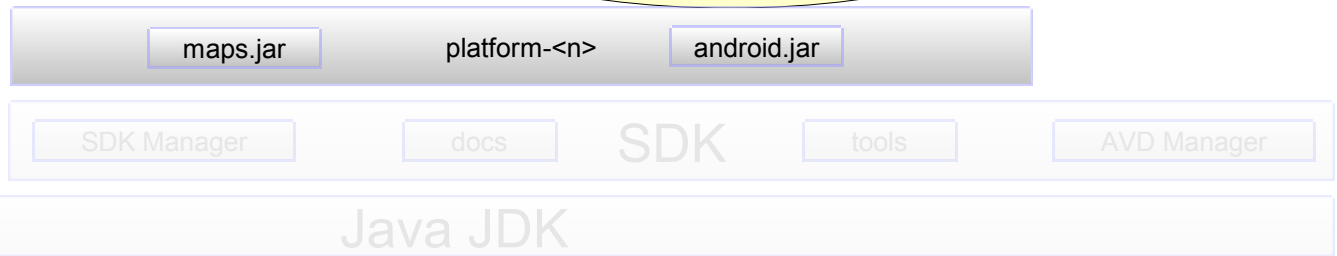 maps.jar platform-<n> android.jar
SDK Manager docs SDK tools AVD Manager
Java JDK